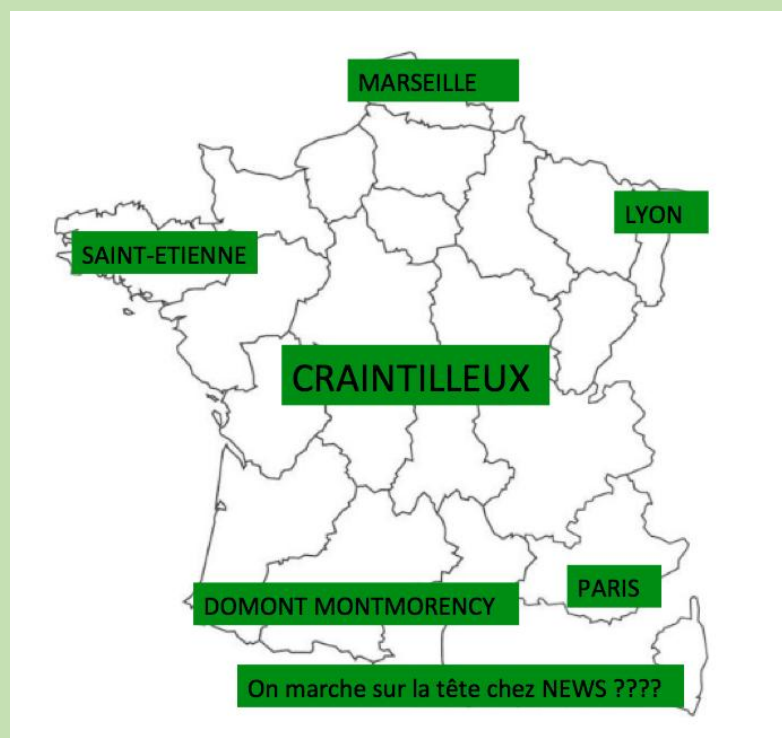 MARSEILLE
LYON
SAINT-ETIENNE
CRAINTILLEUX
PARIS
DOMONT MONTMORENCY
On marche sur la tête chez NEWS ????